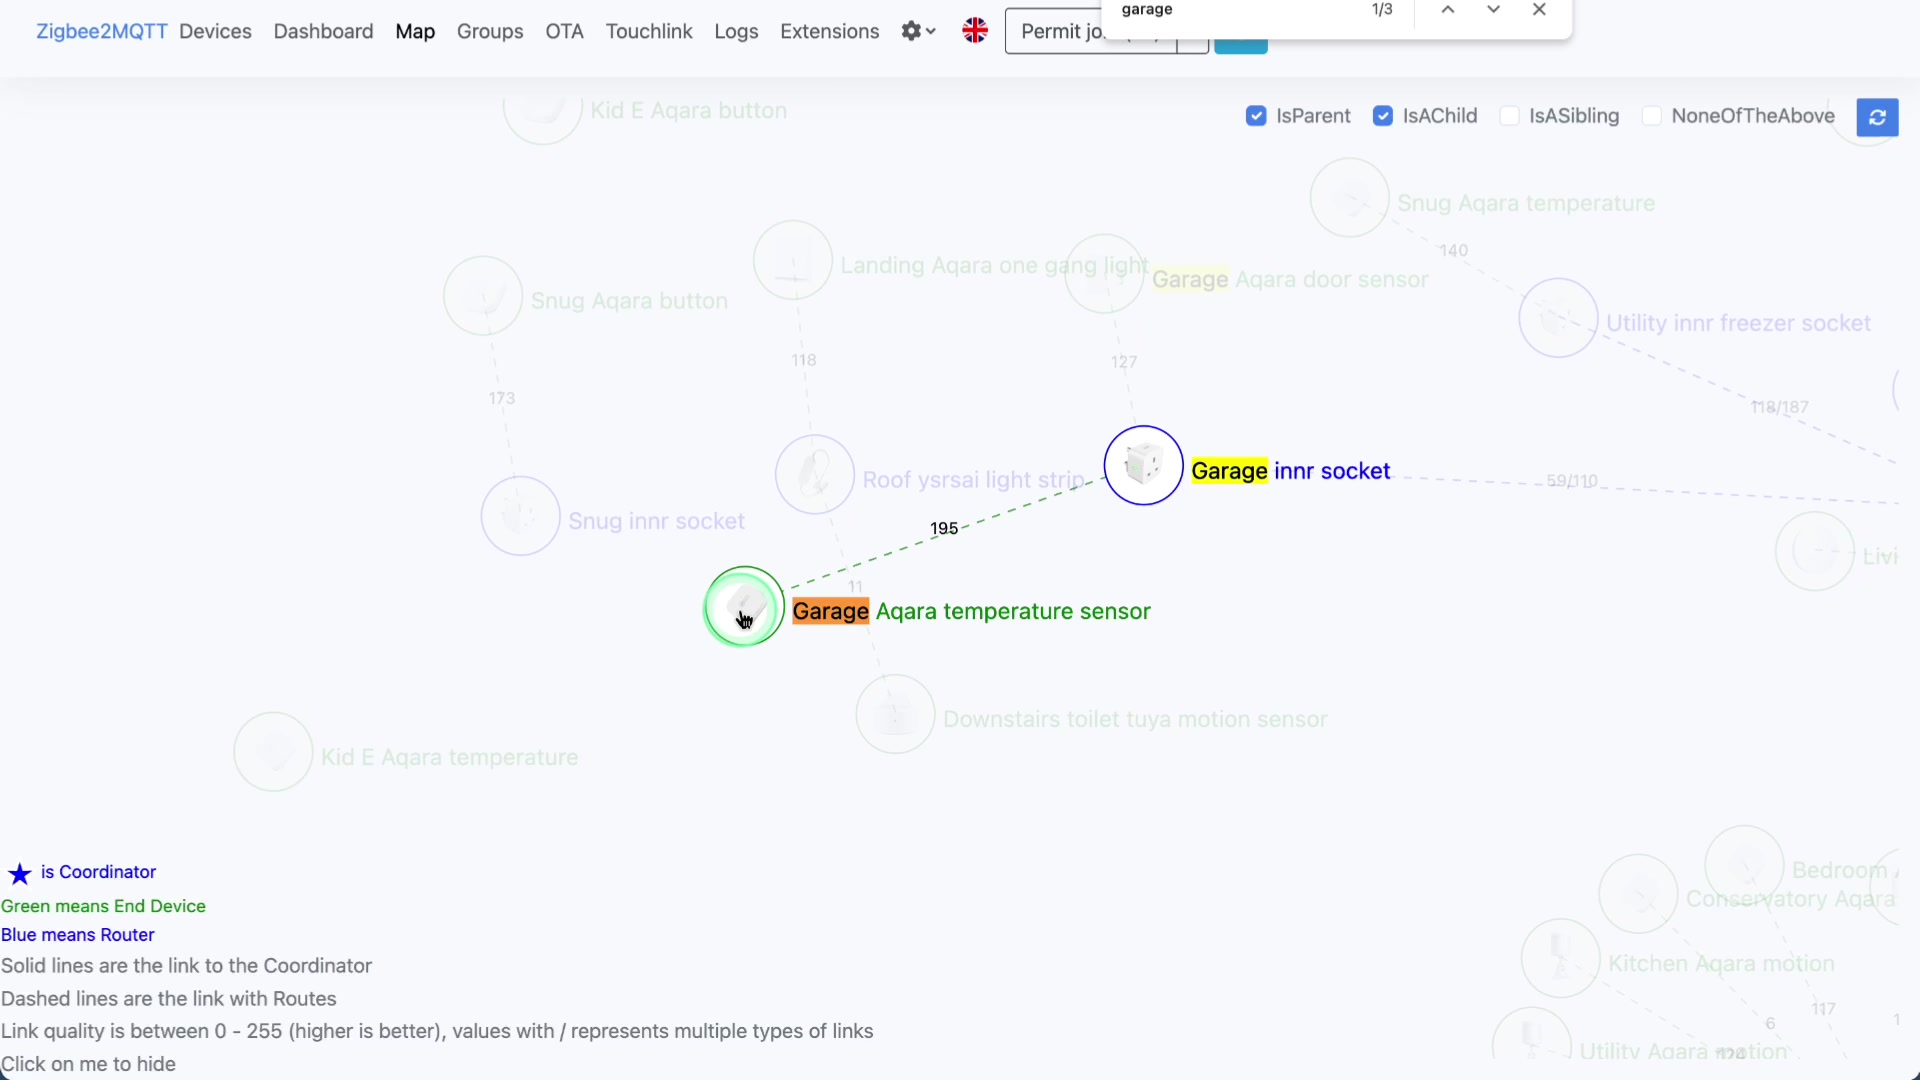 garage 1/3
Zigbee2MQTT Devices Dashboard Map Groups OTA Touchlink Logs Extensions Permit
Kid E Aqara button
IsParent IsAChild IsASibling NoneOfTheAbove
Snug Aqara temperature
140
Landing Aqara one gang light
Garage Aqara door sensor
Snug Aqara button
Utility innr freezer socket
118
127
173
118/187
Garage innr socket
Roof ysrsai light strip
59/110
Snug innr socket
195
11
Garage Aqara temperature sensor
Downstairs toilet tuya motion sensor
Kid E Aqara temperature
is Coordinator
Bedroom
Conservatory Aqara
Green means End Device
Blue means Router
Kitchen Aqara motion
Solid lines are the link to the Coordinator
Dashed lines are the link with Routes
117
6
Link quality is between 0 - 255 (higher is better), values with / represents multiple types of links
Utility Aqara motion
Click on me to hide